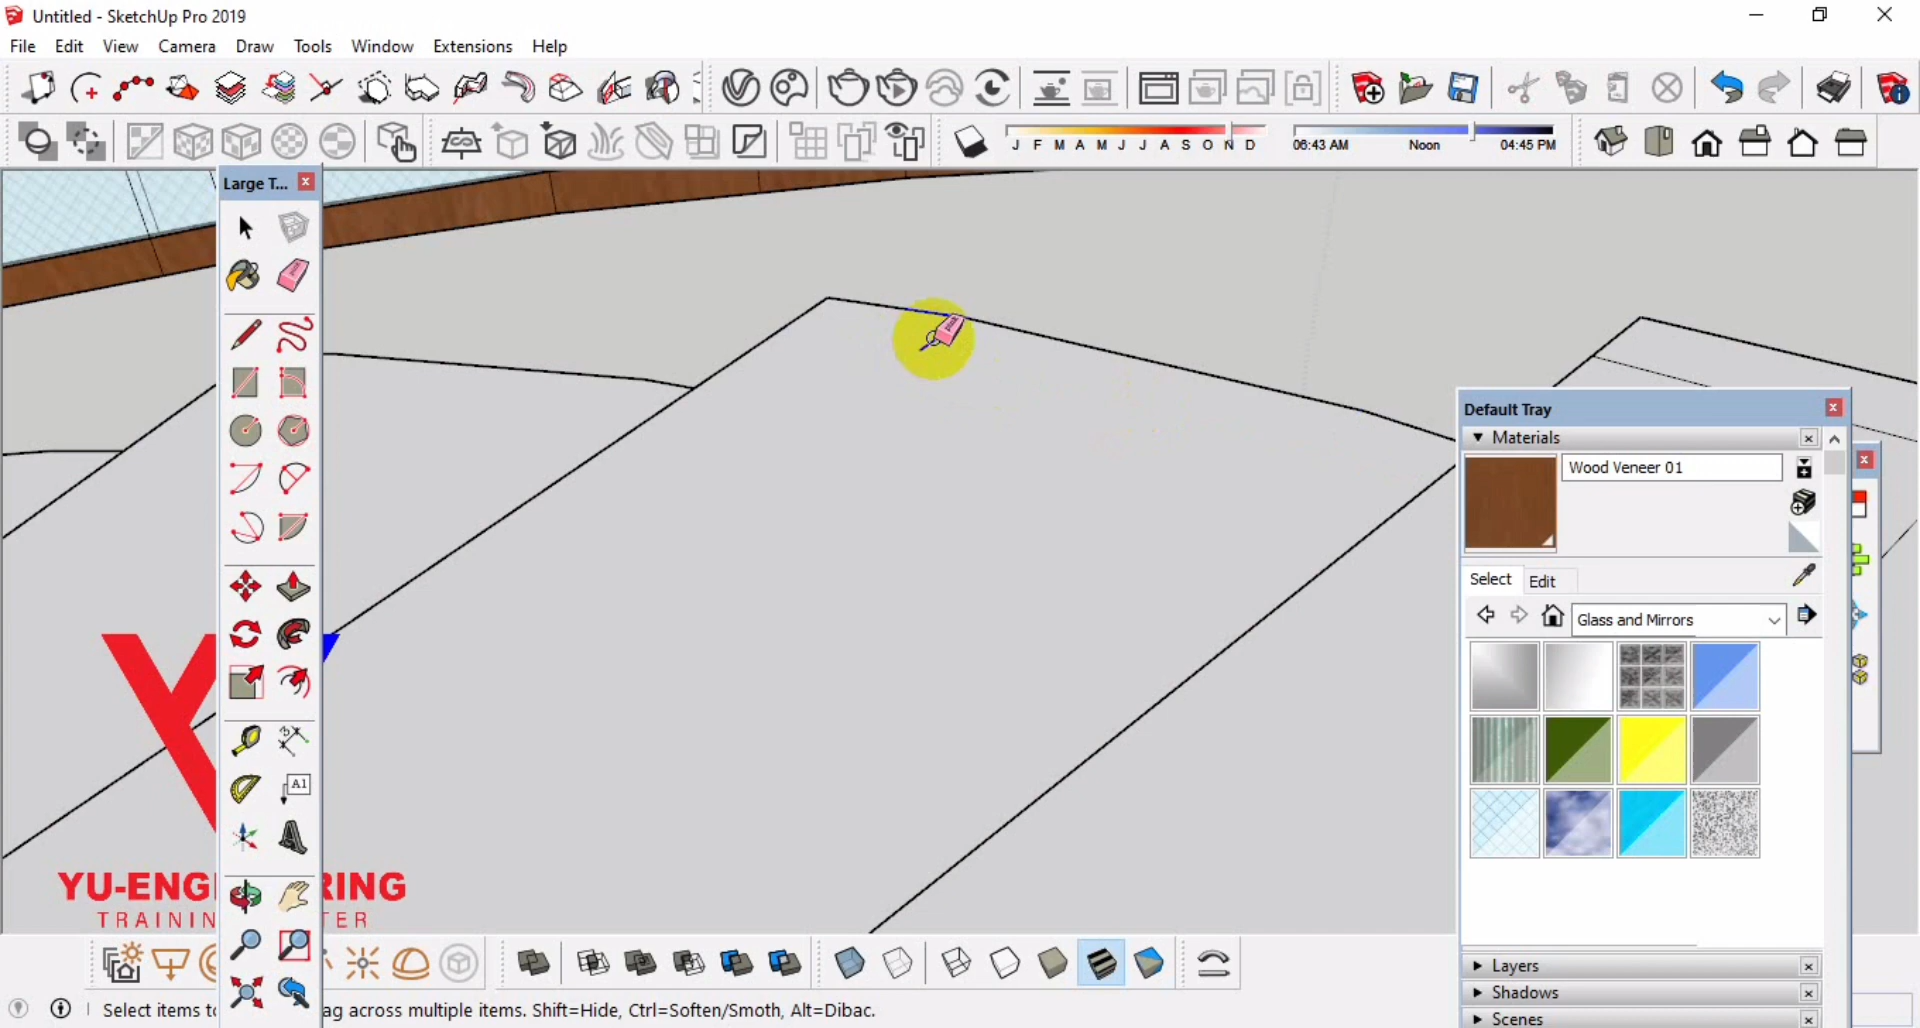 Untitled - SketchUp Pro 2019
File Edit View Camera Draw Tools Window Extensions Help
J F M A M J J A S O N D 06:43 AM Noon 04:45 PM
Large T...
A1
Default Tray
Materials
Wood Veneer 01
Select Edit
Glass and Mirrors
YU-ENG RING
TRAININ TER
Layers
Shadows
Scenes
Select items t ag across multiple items. Shift=Hide, Ctrl=Soften/Smoth, Alt=Dibac.